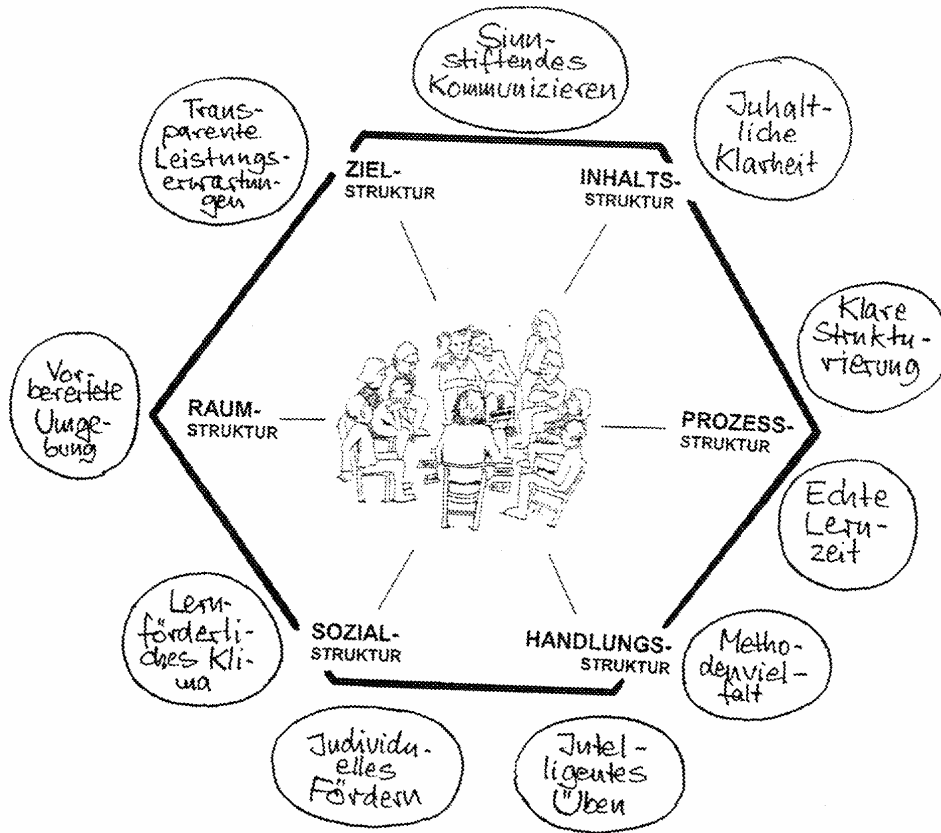 Sinn-
stiftendes
Kommunizieren
Trans-
parente
Leistungs-
erwartun-
gen
Inhalt-
liche
Klarheit
ZIEL-
STRUKTUR
INHALTS-
STRUKTUR
Klare
Struktu-
rierung
Vor-
bereitete
Umge-
bung
RAUM-
STRUKTUR
PROZESS-
STRUKTUR
Echte
Lern-
zeit
Lern-
förderli-
ches Kli-
ma
SOZIAL-
STRUKTUR
HANDLUNGS-
STRUKTUR
Metho-
denviel-
falt
Individu-
elles
Fördern
Intel-
ligentes
Üben